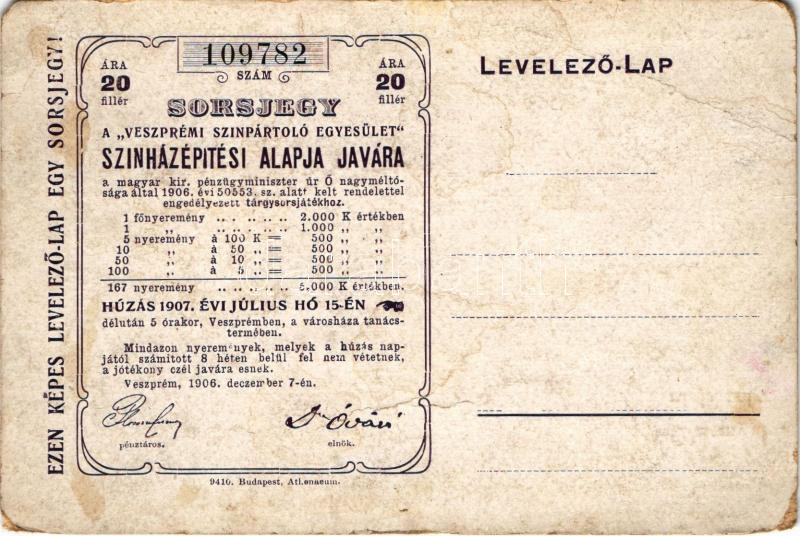 EZEN KÉPES LEVELEZŐ-LAP EGY SORSJEGY!
109782
SZÁM
ÁRA
20
fillér
ÁRA
20
fillér
SORSJEGY
A „VESZPRÉMI SZINPÁRTOLÓ EGYESÜLET“
SZINHÁZÉPITÉSI ALAPJA JAVÁRA
a magyar kir. pénzügyminiszter úr Ő nagyméltó-
sága által 1906. évi 50553. sz. alatt kelt rendelettel
engedélyezett tárgysorsjátékhoz.
1 főnyeremény .. .. .. .. .. 2.000 K értékben
1 „ .. .. .. .. .. 1.000 „ „
5 nyeremény à 100 K = 500 „ „
10 „ à 50 „ = 500 „ „
50 „ à 10 „ = 500 „ „
100 „ à 5 „ = 500 „ „
167 nyeremény .. .. .. .. .. 5.000 K értékben.
HÚZÁS 1907. ÉVI JÚLIUS HÓ 15-ÉN
délután 5 órakor, Veszprémben, a városháza tanács-
termében.
Mindazon nyeremények, melyek a húzás nap-
jától számított 8 héten belül fel nem vétetnek,
a jótékony czél javára esnek.
Veszprém, 1906. deczember 7-én.
Dr Óvári
pénztáros.
elnök.
9410. Budapest, Athenaeum.
LEVELEZŐ-LAP